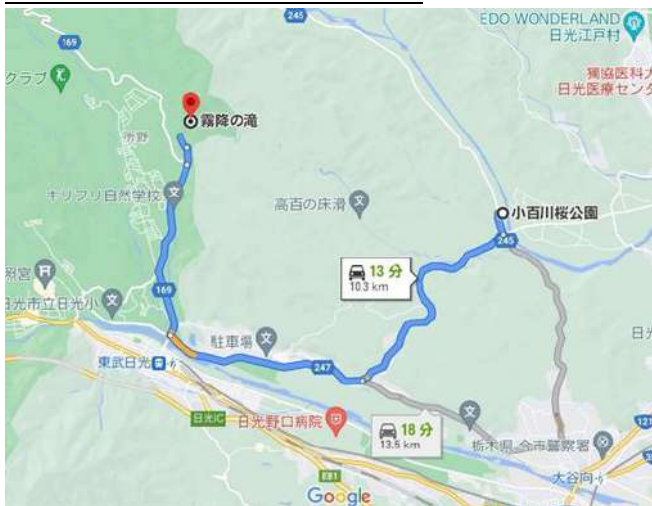 245
EDO WONDERLAND
日光江戸村
169
獨協医科大
日光医療センタ
クラブ
霧降の滝
所野
キリフリ自然学校
高百の床滑
小百川桜公園
245
13 分
10.3 km
照宮
169
日光市立日光小
駐車場
東武日光
247
日光
18 分
13.5 km
日光IC
日光野口病院
栃木県 今市警察署
121
大谷向
E81
Google